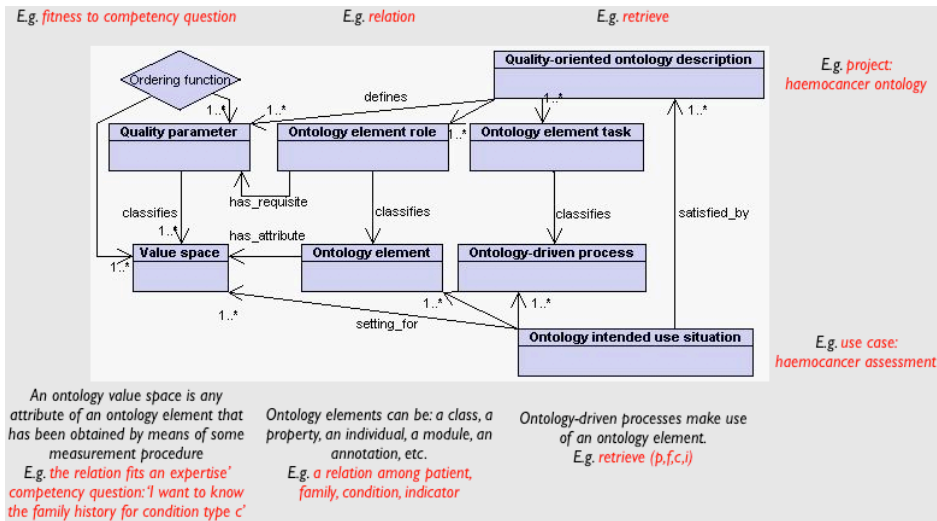 E.g. fitness to competency question
E.g. relation
E.g. retrieve
Ordering function
Quality-oriented ontology description
E.g. project:
haemocancer ontology
defines
1..*
1..*
1..*
1..*
1..*
Quality parameter
Ontology element role
Ontology element task
has_requisite
classifies
classifies
classifies
satisfied_by
1..*
has_attribute
Value space
Ontology element
Ontology-driven process
1..*
1..*
1..*
1..*
setting_for
Ontology intended use situation
E.g. use case:
haemocancer assessment
An ontology value space is any
attribute of an ontology element that
has been obtained by means of some
measurement procedure
E.g. the relation fits an expertise'
competency question: 'I want to know
the family history for condition type c'
Ontology elements can be: a class, a
property, an individual, a module, an
annotation, etc.
E.g. a relation among patient,
family, condition, indicator
Ontology-driven processes make use
of an ontology element.
E.g. retrieve (p,f,c,i)